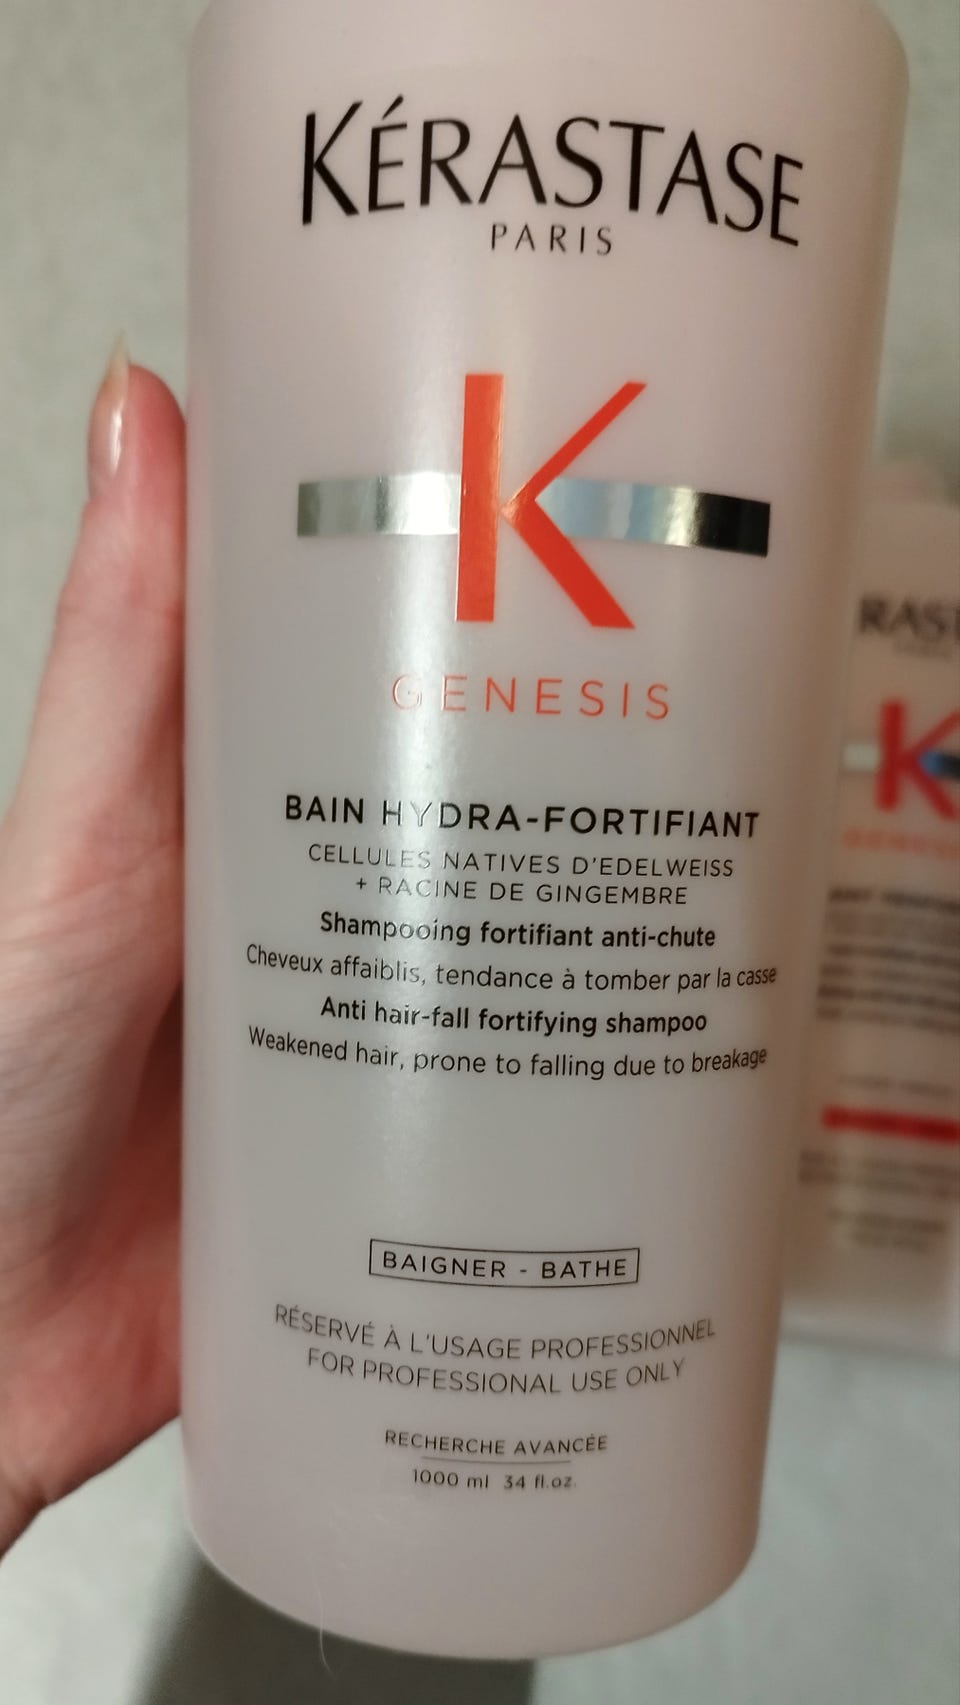 KÉRASTASE
PARIS
K
GENESIS
BAIN HYDRA-FORTIFIANT
CELLULES NATIVES D'EDELWEISS
+ RACINE DE GINGEMBRE
Shampooing fortifiant anti-chute
Cheveux affaiblis, tendance à tomber par la casse
Anti hair-fall fortifying shampoo
Weakened hair, prone to falling due to breakage
BAIGNER - BATHE
RÉSERVÉ À L'USAGE PROFESSIONNEL
FOR PROFESSIONAL USE ONLY
RECHERCHE AVANCÉE
1000 ml 34 fl.oz.
RAST
K